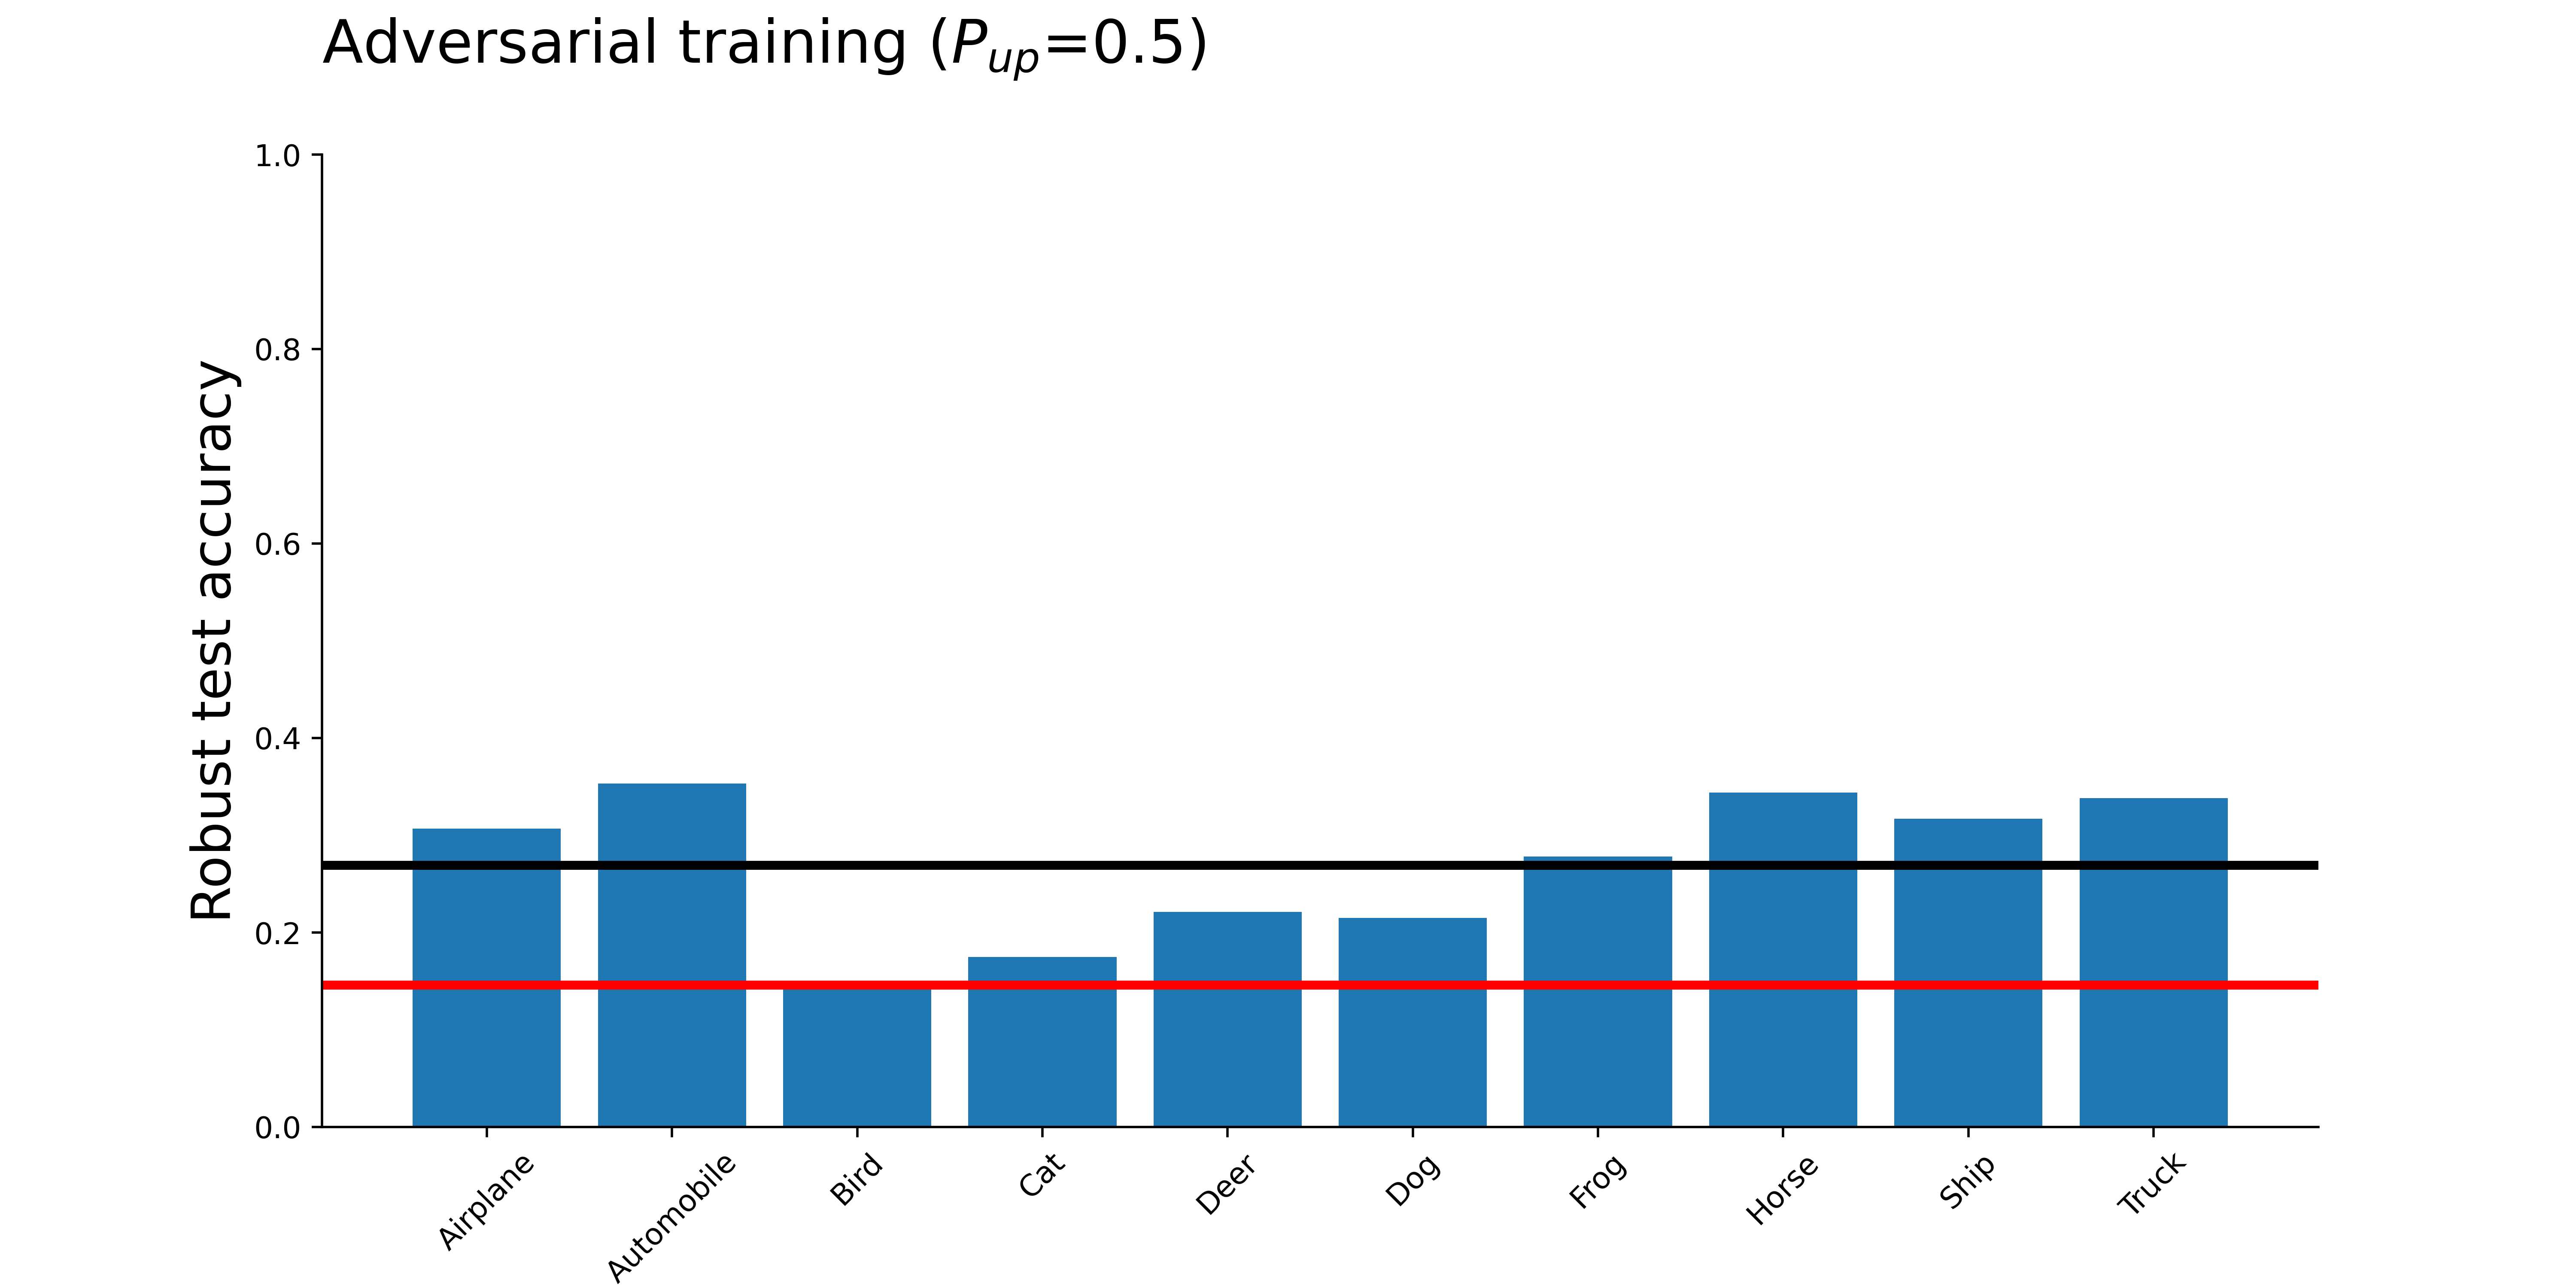 Adversarial training (P_up=0.5)
Robust test accuracy
1.0
0.8
0.6
0.4
0.2
0.0
Airplane
Automobile
Bird
Cat
Deer
Dog
Frog
Horse
Ship
Truck